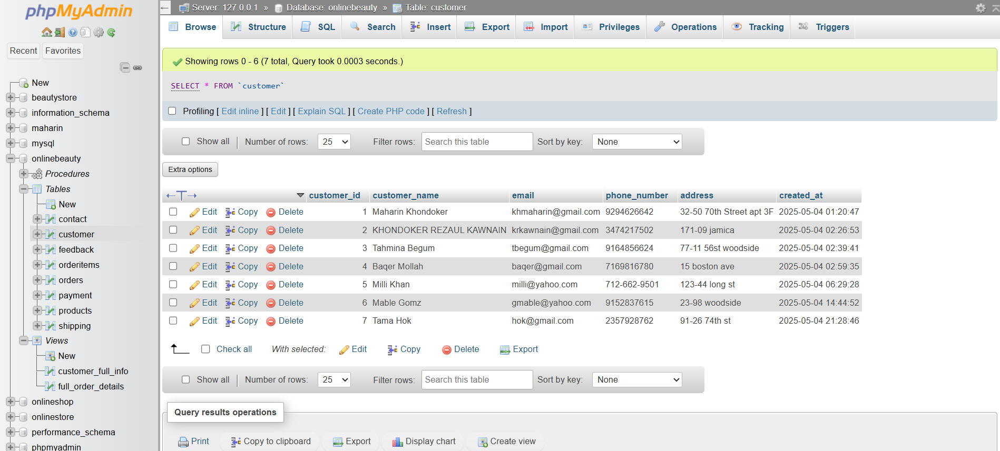 phpMyAdmin
Recent Favorites
New
beautystore
information_schema
maharin
mysql
onlinebeauty
Procedures
Tables
New
contact
customer
feedback
orderitems
orders
payment
products
shipping
Views
New
customer_full_info
full_order_details
onlineshop
onlinestore
performance_schema
phpmyadmin
Server: 127.0.0.1 » Database: onlinebeauty » Table: customer
Browse Structure SQL Search Insert Export Import Privileges Operations Tracking Triggers
Showing rows 0 - 6 (7 total, Query took 0.0003 seconds.)
SELECT * FROM `customer`
Profiling [ Edit inline ] [ Edit ] [ Explain SQL ] [ Create PHP code ] [ Refresh ]
Show all | Number of rows: 25 Filter rows: Search this table Sort by key: None
Extra options
customer_id customer_name email phone_number address created_at
Edit Copy Delete 1 Maharin Khondoker khmaharin@gmail.com 9294626642 32-50 70th Street apt 3F 2025-05-04 01:20:47
Edit Copy Delete 2 KHONDOKER REZAUL KAWNAIN krkawnain@gmail.com 3474217502 171-09 jamica 2025-05-04 02:26:53
Edit Copy Delete 3 Tahmina Begum tbegum@gmail.com 9164856624 77-11 56st woodside 2025-05-04 02:39:41
Edit Copy Delete 4 Baqer Mollah baqer@gmail.com 7169816780 15 boston ave 2025-05-04 02:59:35
Edit Copy Delete 5 Milli Khan milli@yahoo.com 712-662-9501 123-44 long st 2025-05-04 06:29:28
Edit Copy Delete 6 Mable Gomz gmable@yahoo.com 9152837615 23-98 woodside 2025-05-04 14:44:52
Edit Copy Delete 7 Tama Hok hok@gmail.com 2357928762 91-26 74th st 2025-05-04 21:28:46
Check all With selected: Edit Copy Delete Export
Show all | Number of rows: 25 Filter rows: Search this table Sort by key: None
Query results operations
Print Copy to clipboard Export Display chart Create view